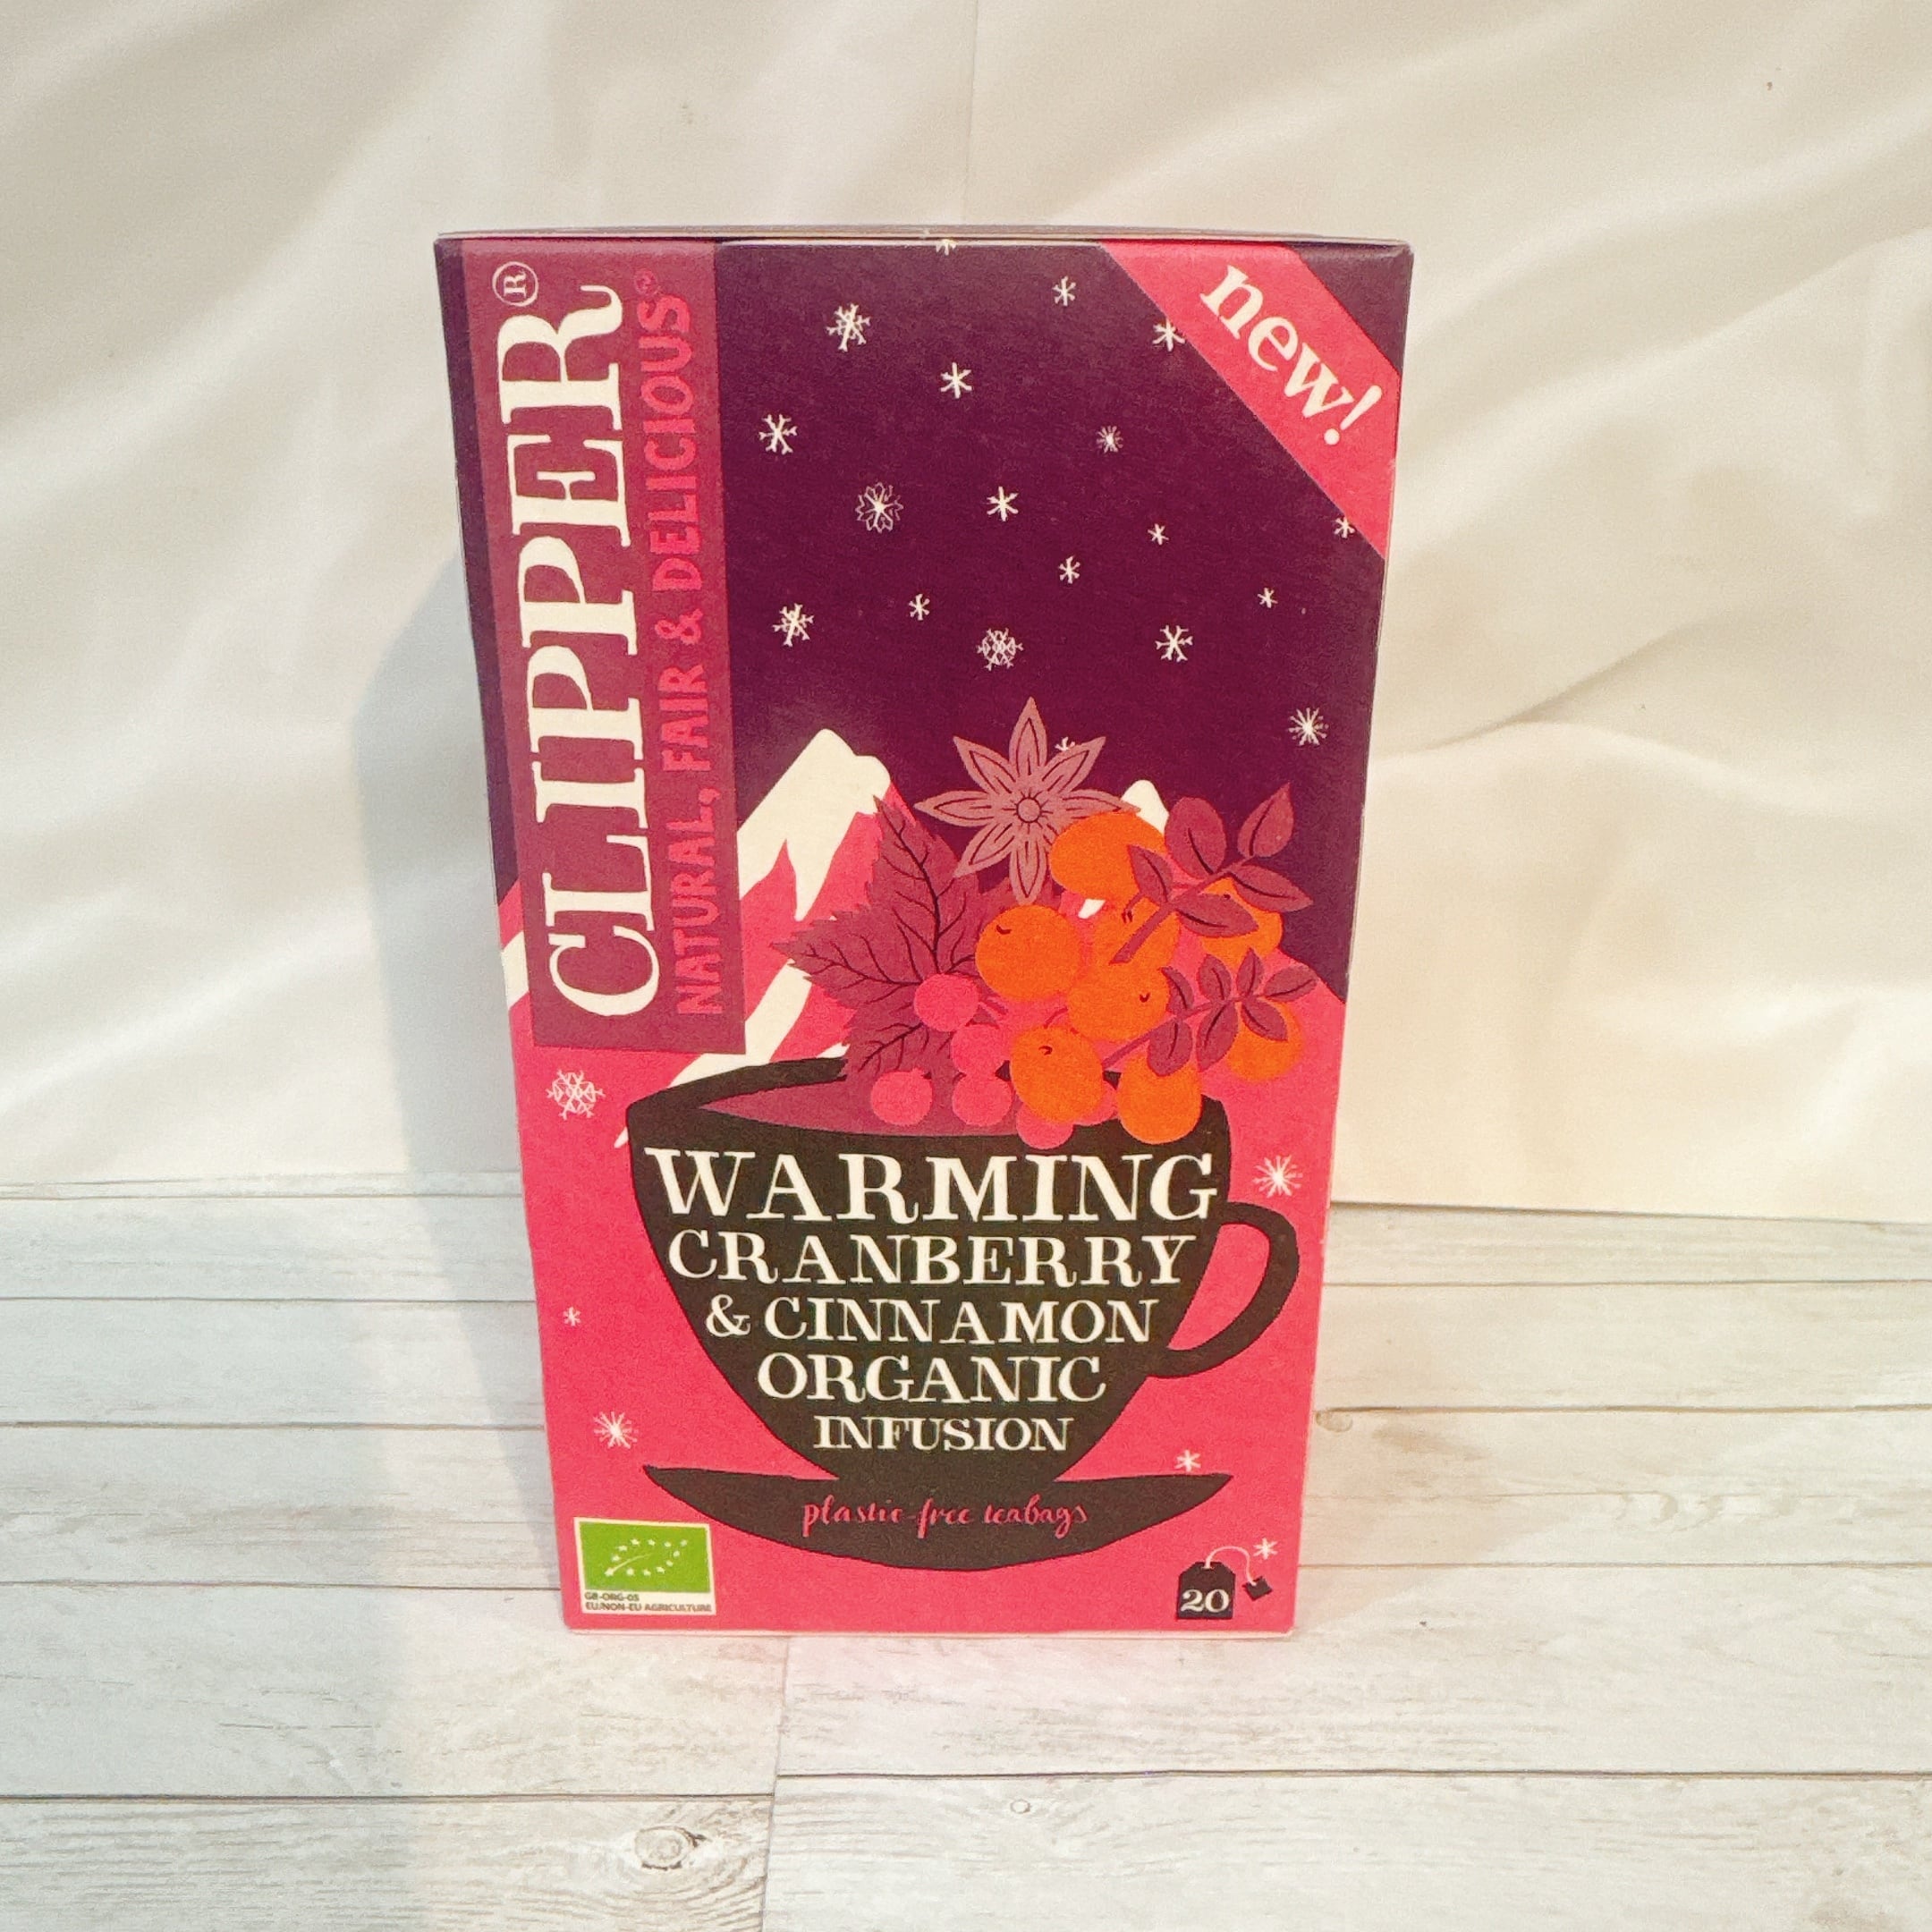 CLIPPER®
NATURAL, FAIR & DELICIOUS®
new!
WARMING
CRANBERRY
& CINNAMON
ORGANIC
INFUSION
plastic-free teabags
GB-ORG-05
EU/NON-EU AGRICULTURE
20